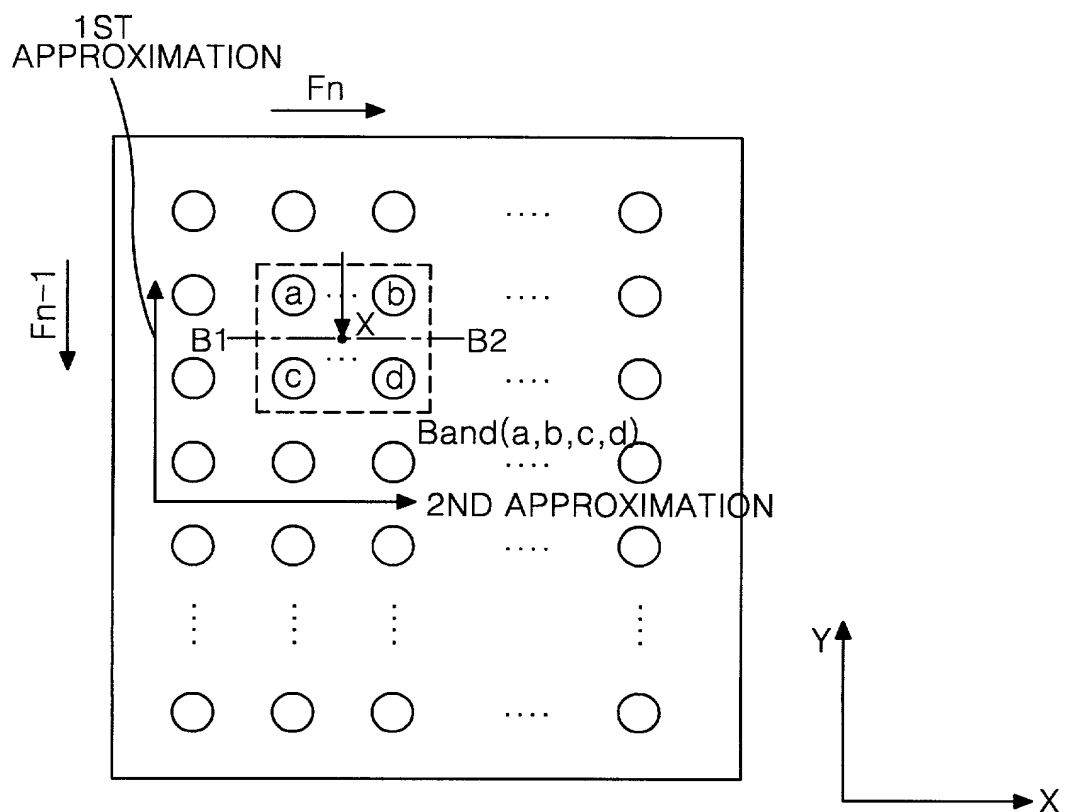 1ST
APPROXIMATION
Fn
Fn-1
a ... b
X
B1
B2
...
c d
Band(a,b,c,d)
2ND APPROXIMATION
Y
X